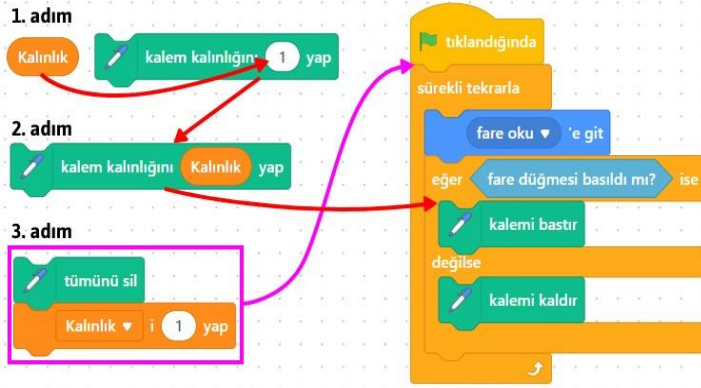 1. adım
Kalınlık
kalem kalınlığını 1 yap
2. adım
kalem kalınlığını Kalınlık yap
3. adım
tümünü sil
Kalınlık i 1 yap
tıklandığında
sürekli tekrarla
fare oku 'e git
eğer fare düğmesi basıldı mı? ise
kalemi bastır
değilse
kalemi kaldır